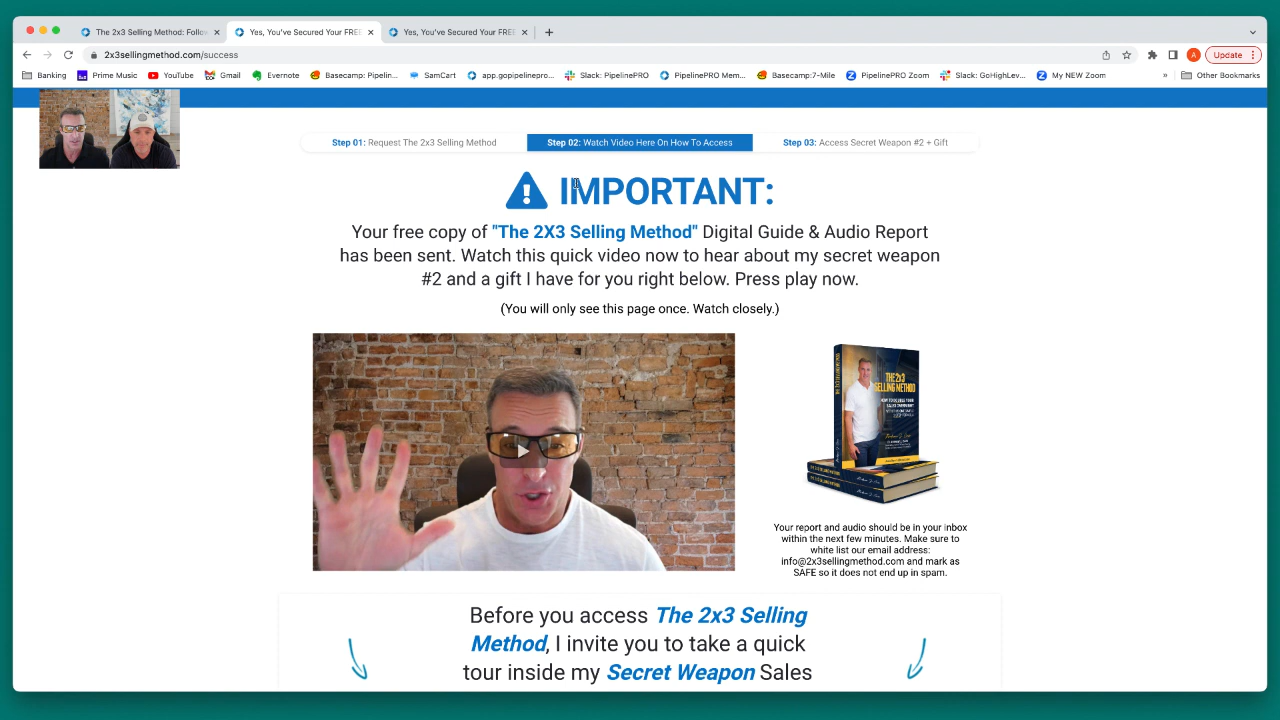 The 2x3 Selling Method: Follow
Yes, You've Secured Your FREE
Yes, You've Secured Your FREE
2x3sellingmethod.com/success
Update
Banking
Prime Music
YouTube
Gmail
Evernote
Basecamp: Pipelin...
SamCart
app.gopipelinepro...
Slack: PipelinePRO
PipelinePRO Mem...
Basecamp:7-Mile
PipelinePRO Zoom
Slack: GoHighLev...
My NEW Zoom
»
Other Bookmarks
Step 01: Request The 2x3 Selling Method
Step 02: Watch Video Here On How To Access
Step 03: Access Secret Weapon #2 + Gift
IMPORTANT:
Your free copy of "The 2X3 Selling Method" Digital Guide & Audio Report
has been sent. Watch this quick video now to hear about my secret weapon
#2 and a gift I have for you right below. Press play now.
(You will only see this page once. Watch closely.)
THE 2x3
SELLING METHOD
Your report and audio should be in your inbox
within the next few minutes. Make sure to
white list our email address:
info@2x3sellingmethod.com and mark as
SAFE so it does not end up in spam.
Before you access The 2x3 Selling
Method, I invite you to take a quick
tour inside my Secret Weapon Sales